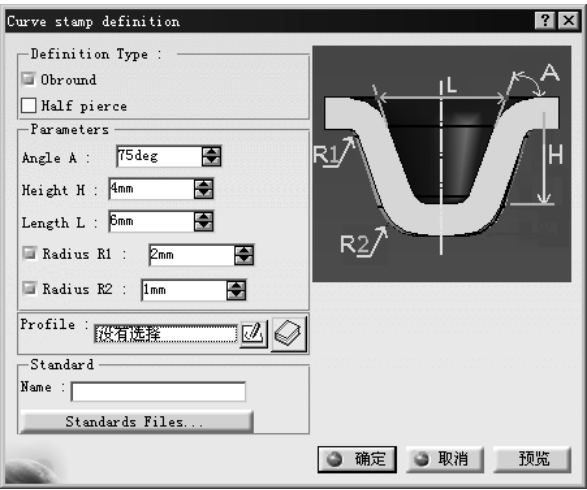 Curve stamp definition
Definition Type :
Obround
Half pierce
Parameters
Angle A : 75deg
Height H : 4mm
Length L : 6mm
Radius R1 : 2mm
Radius R2 : 1mm
Profile : 没有选择
Standard
Name :
Standards Files...
L
A
R1
H
R2
确定 取消 预览